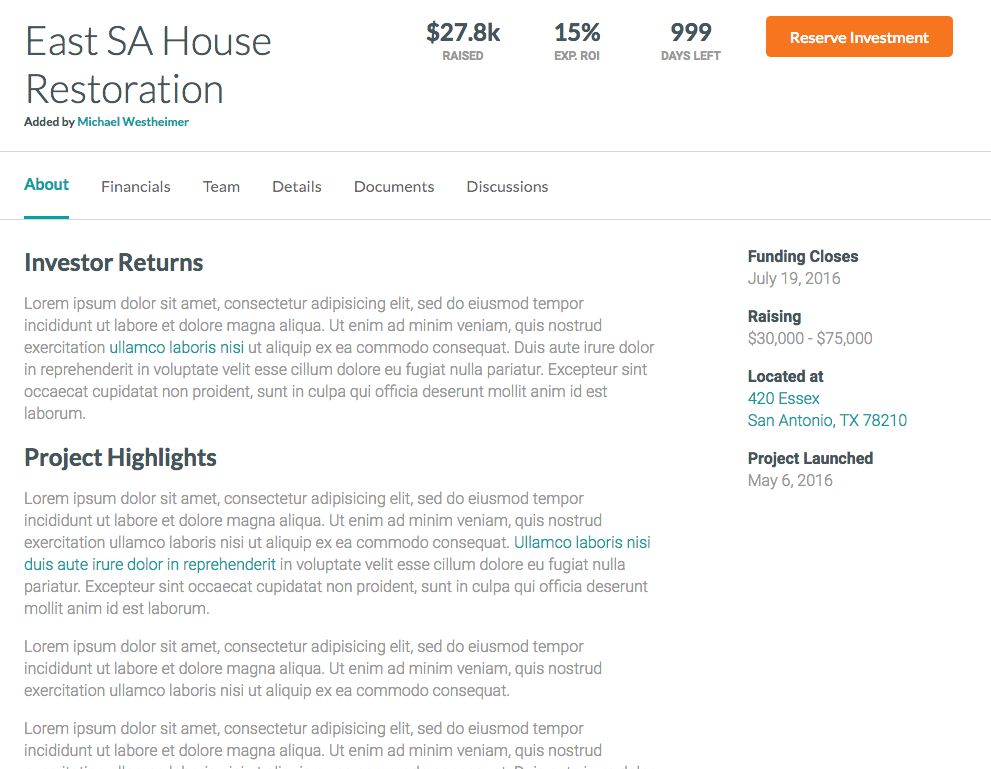 East SA House
Restoration
Added by Michael Westheimer
$27.8k
RAISED
15%
EXP. ROI
999
DAYS LEFT
Reserve Investment
About
Financials
Team
Details
Documents
Discussions
Investor Returns
Lorem ipsum dolor sit amet, consectetur adipisicing elit, sed do eiusmod tempor
incididunt ut labore et dolore magna aliqua. Ut enim ad minim veniam, quis nostrud
exercitation ullamco laboris nisi ut aliquip ex ea commodo consequat. Duis aute irure dolor
in reprehenderit in voluptate velit esse cillum dolore eu fugiat nulla pariatur. Excepteur sint
occaecat cupidatat non proident, sunt in culpa qui officia deserunt mollit anim id est
laborum.
Project Highlights
Lorem ipsum dolor sit amet, consectetur adipisicing elit, sed do eiusmod tempor
incididunt ut labore et dolore magna aliqua. Ut enim ad minim veniam, quis nostrud
exercitation ullamco laboris nisi ut aliquip ex ea commodo consequat. Ullamco laboris nisi
duis aute irure dolor in reprehenderit in voluptate velit esse cillum dolore eu fugiat nulla
pariatur. Excepteur sint occaecat cupidatat non proident, sunt in culpa qui officia deserunt
mollit anim id est laborum.
Lorem ipsum dolor sit amet, consectetur adipisicing elit, sed do eiusmod tempor
incididunt ut labore et dolore magna aliqua. Ut enim ad minim veniam, quis nostrud
exercitation ullamco laboris nisi ut aliquip ex ea commodo consequat.
Lorem ipsum dolor sit amet, consectetur adipisicing elit, sed do eiusmod tempor
incididunt ut labore et dolore magna aliqua. Ut enim ad minim veniam, quis nostrud
Funding Closes
July 19, 2016
Raising
$30,000 - $75,000
Located at
420 Essex
San Antonio, TX 78210
Project Launched
May 6, 2016